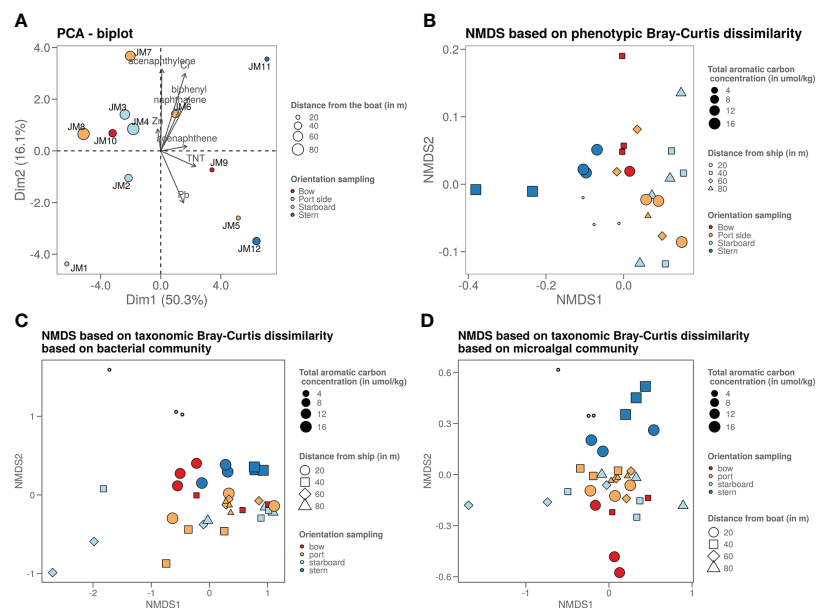 A
PCA - biplot
4.0
2.0
0.0
-2.0
-4.0
Dim2 (16.1%)
-4.0
0.0
4.0
Dim1 (50.3%)
JM7
acenaphthylene
Cr
JM11
biphenyl
naphthalene
JM6
JM3
JM4
Zn
JM8
JM10
acenaphthene
TNT
JM9
JM2
Pb
JM5
JM12
JM1
Distance from the boat (in m)
20
40
60
80
Orientation sampling
Bow
Port side
Starboard
Stern
B
NMDS based on phenotypic Bray-Curtis dissimilarity
0.2
0.1
0.0
-0.1
NMDS2
-0.4
-0.2
0.0
NMDS1
Total aromatic carbon
concentration (in umol/kg)
4
8
12
16
Distance from ship (in m)
20
40
60
80
Orientation sampling
Bow
Port side
Starboard
Stern
C
NMDS based on taxonomic Bray-Curtis dissimilarity
based on bacterial community
1
0
-1
NMDS2
-2
-1
0
1
NMDS1
Total aromatic carbon
concentration (in umol/kg)
4
8
12
16
Distance from ship (in m)
20
40
60
80
Orientation sampling
bow
port
starboard
stern
D
NMDS based on taxonomic Bray-Curtis dissimilarity
based on microalgal community
0.6
0.3
0.0
-0.3
-0.6
NMDS2
-1
0
1
NMDS1
Total aromatic carbon
concentration (in umol/kg)
4
8
12
16
Orientation sampling
bow
port
starboard
stern
Distance from boat (in m)
20
40
60
80